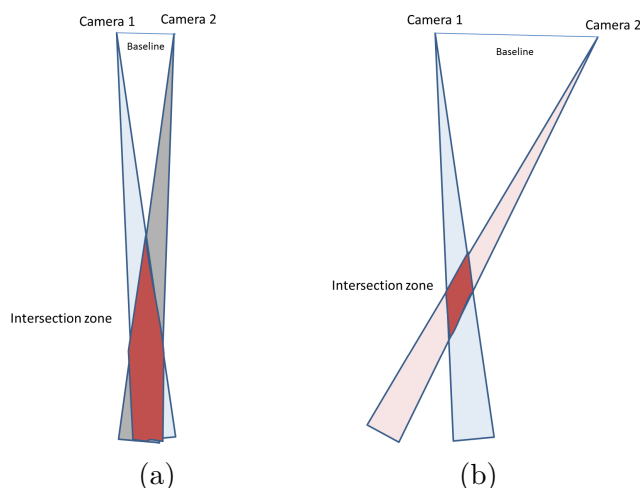 Camera 1
Camera 2
Baseline
Intersection zone
(a)
Camera 1
Camera 2
Baseline
Intersection zone
(b)